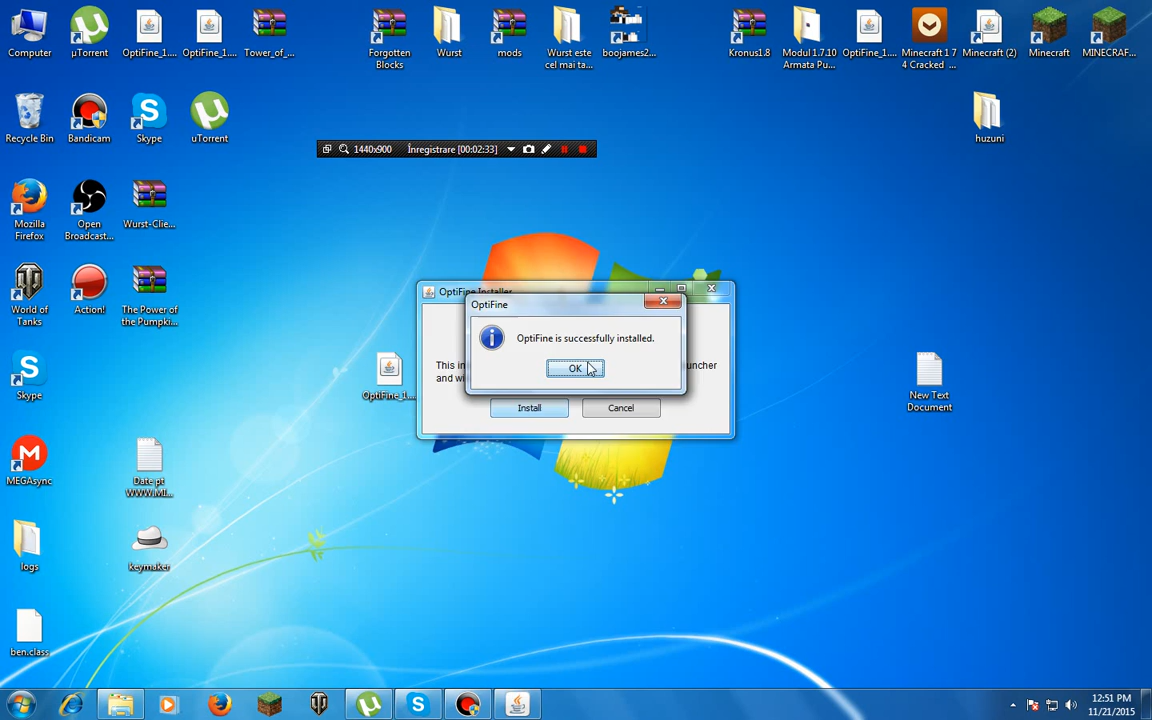 Computer
µTorrent
OptiFine_1....
OptiFine_1....
Tower_of_...
Forgotten
Blocks
Wurst
mods
Wurst este
cel mai ta...
boojames2...
Kronus1.8
Modul 1.7.10
Armata Pu...
OptiFine_1....
Minecraft 1 7
4 Cracked ...
Minecraft (2)
Minecraft
MINECRAF...
Recycle Bin
Bandicam
Skype
uTorrent
huzuni
1440x900
Înregistrare [00:02:33]
Mozilla
Firefox
Open
Broadcast...
Wurst-Clie...
World of
Tanks
Action!
The Power of
the Pumpki...
OptiFine Installer
OptiFine
OptiFine is successfully installed.
OK
This in
uncher
and wi
Install
Cancel
OptiFine_1....
New Text
Document
Skype
MEGAsync
Date pt
WWW.MI...
logs
keymaker
ben.class
12:51 PM
11/21/2015